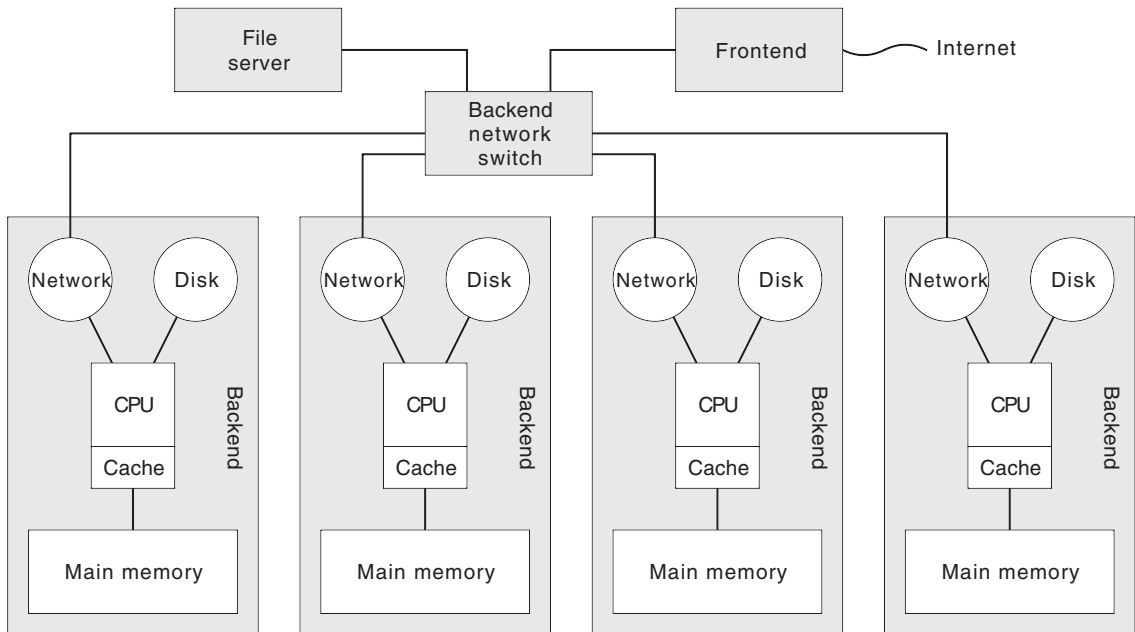 File
server
Frontend
Internet
Backend
network
switch
Network
Disk
CPU
Cache
Main memory
Backend
Network
Disk
CPU
Cache
Main memory
Backend
Network
Disk
CPU
Cache
Main memory
Backend
Network
Disk
CPU
Cache
Main memory
Backend